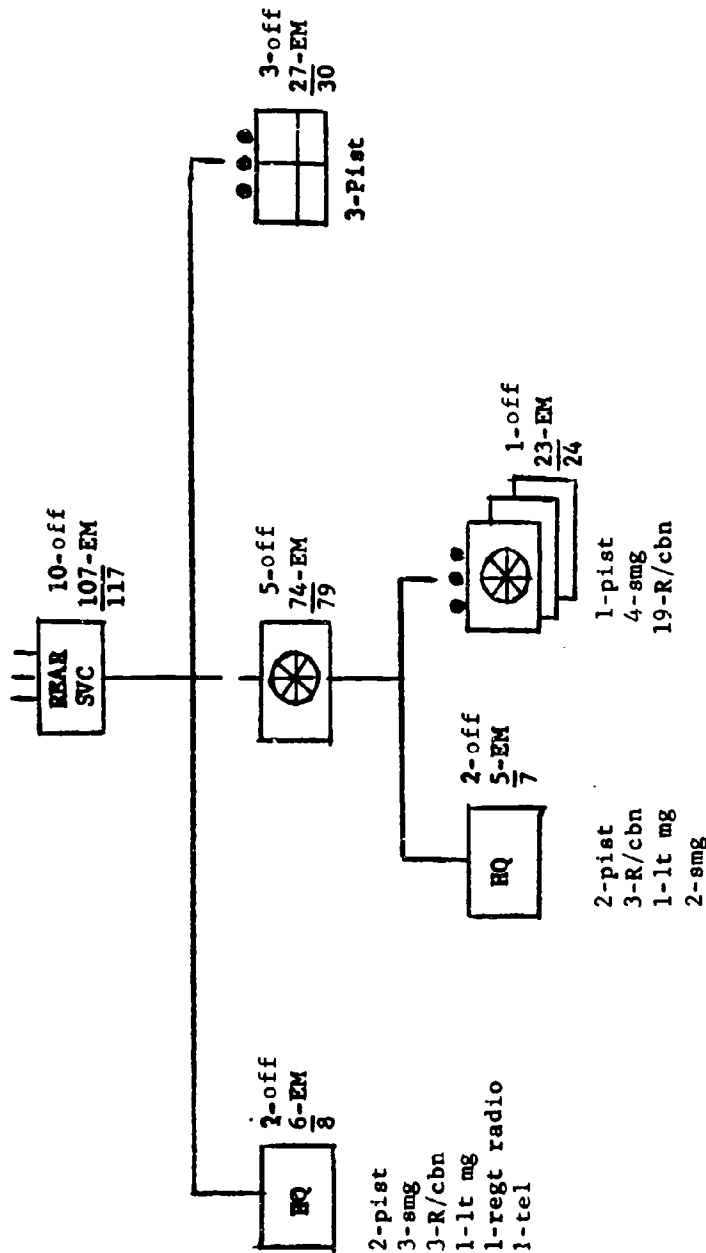 REAR
SVC
10-off
107-EM
117
HQ
2-off
6-EM
8
2-pist
3-smg
3-R/cbn
1-lt mg
1-regt radio
1-tel
5-off
74-EM
79
3-off
27-EM
30
3-Pist
HQ
2-off
5-EM
7
2-pist
3-R/cbn
1-lt mg
2-smg
1-off
23-EM
24
1-pist
4-smg
19-R/cbn